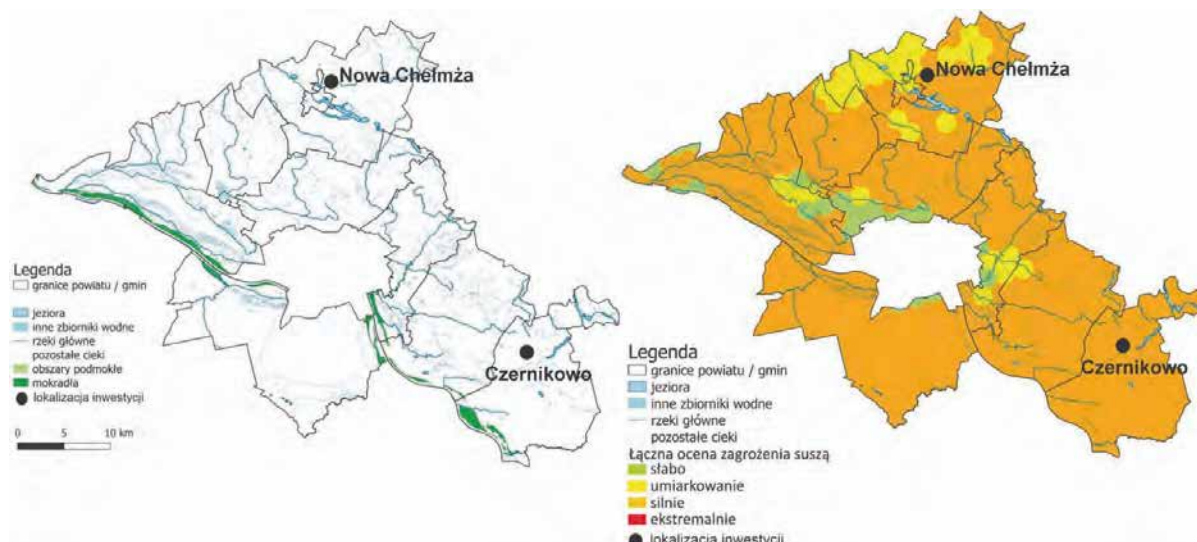 Nowa Chełmża
Czernikowo
Legenda
granice powiatu / gmin
jeziora
inne zbiorniki wodne
rzeki główne
pozostałe cieki
obszary podmokłe
mokradła
lokalizacja inwestycji
0 5 10 km
Nowa Chełmża
Czernikowo
Legenda
granice powiatu / gmin
jeziora
inne zbiorniki wodne
rzeki główne
pozostałe cieki
Łączna ocena zagrożenia suszą
słabo
umiarkowanie
silnie
ekstremalnie
lokalizacja inwestycji